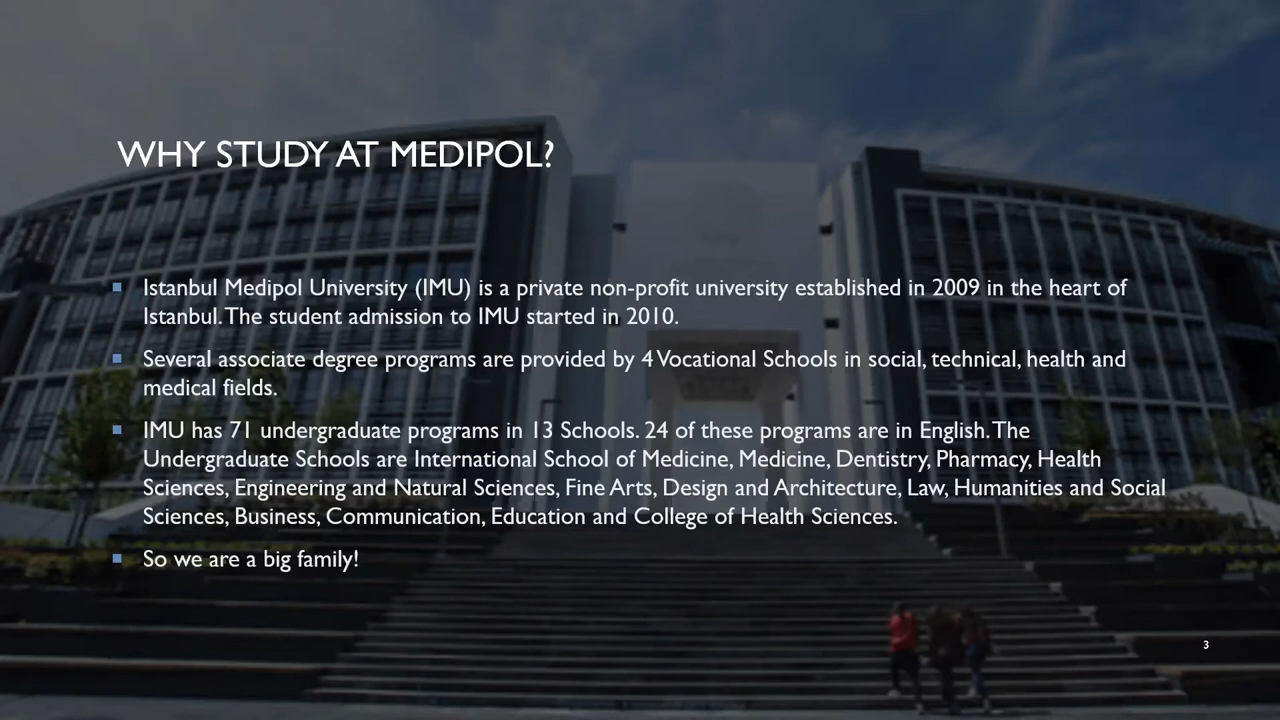 WHY STUDY AT MEDIPOL?
Istanbul Medipol University (IMU) is a private non-profit university established in 2009 in the heart of
Istanbul. The student admission to IMU started in 2010.
Several associate degree programs are provided by 4 Vocational Schools in social, technical, health and
medical fields.
IMU has 71 undergraduate programs in 13 Schools. 24 of these programs are in English. The
Undergraduate Schools are International School of Medicine, Medicine, Dentistry, Pharmacy, Health
Sciences, Engineering and Natural Sciences, Fine Arts, Design and Architecture, Law, Humanities and Social
Sciences, Business, Communication, Education and College of Health Sciences.
So we are a big family!
3